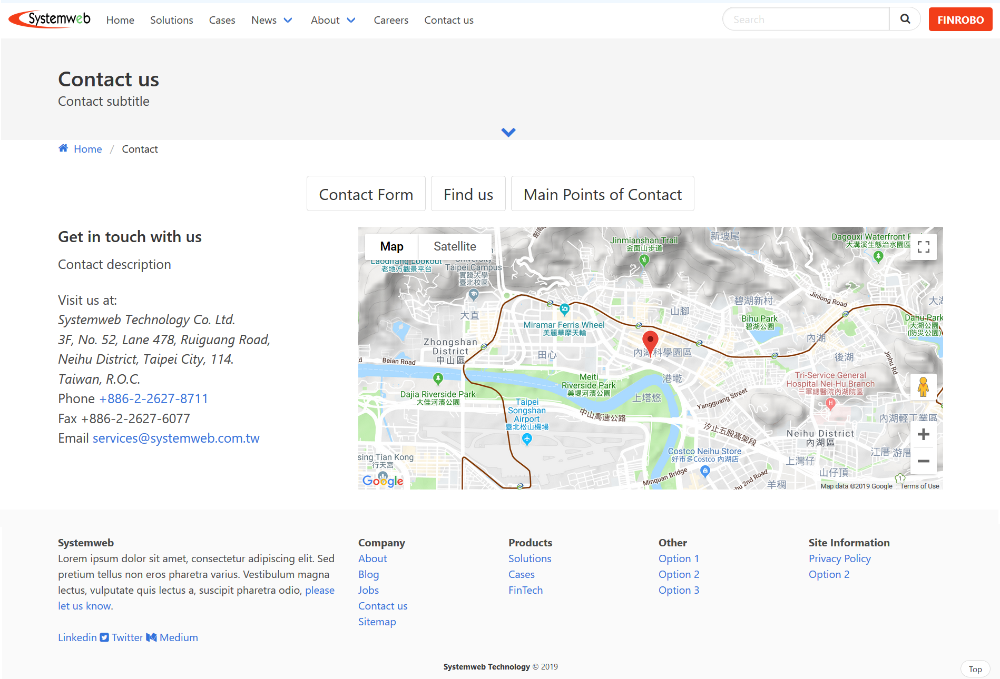 Systemweb
Home
Solutions
Cases
News
About
Careers
Contact us
Search
FINROBO
Contact us
Contact subtitle
Home / Contact
Contact Form
Find us
Main Points of Contact
Get in touch with us
Contact description
Visit us at:
Systemweb Technology Co. Ltd.
3F, No. 52, Lane 478, Ruiguang Road,
Neihu District, Taipei City, 114.
Taiwan, R.O.C.
Phone +886-2-2627-8711
Fax +886-2-2627-6077
Email services@systemweb.com.tw
Map
Satellite
Laodifang Lookout
老地方觀景平台
University
Taipei Campus
實踐大學
臺北校區
Jinmianshan Trail
金面山步道
新坡尾
Dagouxi Waterfront P
大溝溪生態治水園區
大直
Miramar Ferris Wheel
美麗華摩天輪
山腳
碧湖新村
Jinlong Road
大湖
Bihu Park
碧湖公園
Dahu Park
大湖公園
(防災公園)
Zhongshan
District
中山區
田心
內湖科學園區
內湖
後湖
Jinhu Rd
Beian Road
Dajia Riverside Park
大佳河濱公園
Meiti
Riverside Park
美堤河濱公園
港墘
上塔悠
Tri-Service General
Hospital Nei-Hu Branch
三軍總醫院內湖院區
Yangguang Street
Taipei
Songshan
Airport
臺北松山機場
中山高速公路
汐止五股高架段
內湖輕工業區
Neihu District
內湖區
Costco Neihu Store
好市多Costco 內湖店
上灣仔
江厝
游厝
sing Tian Kong
行天宮
Minquan Bridge
hu 2nd Road
山仔頂
羊稠
1
Google
Map data ©2019 Google
Terms of Use
Systemweb
Lorem ipsum dolor sit amet, consectetur adipiscing elit. Sed
pretium tellus non eros pharetra varius. Vestibulum magna
lectus, vulputate quis lectus a, suscipit pharetra odio, please
let us know.
Linkedin Twitter Medium
Company
About
Blog
Jobs
Contact us
Sitemap
Products
Solutions
Cases
FinTech
Other
Option 1
Option 2
Option 3
Site Information
Privacy Policy
Option 2
Systemweb Technology © 2019
Top